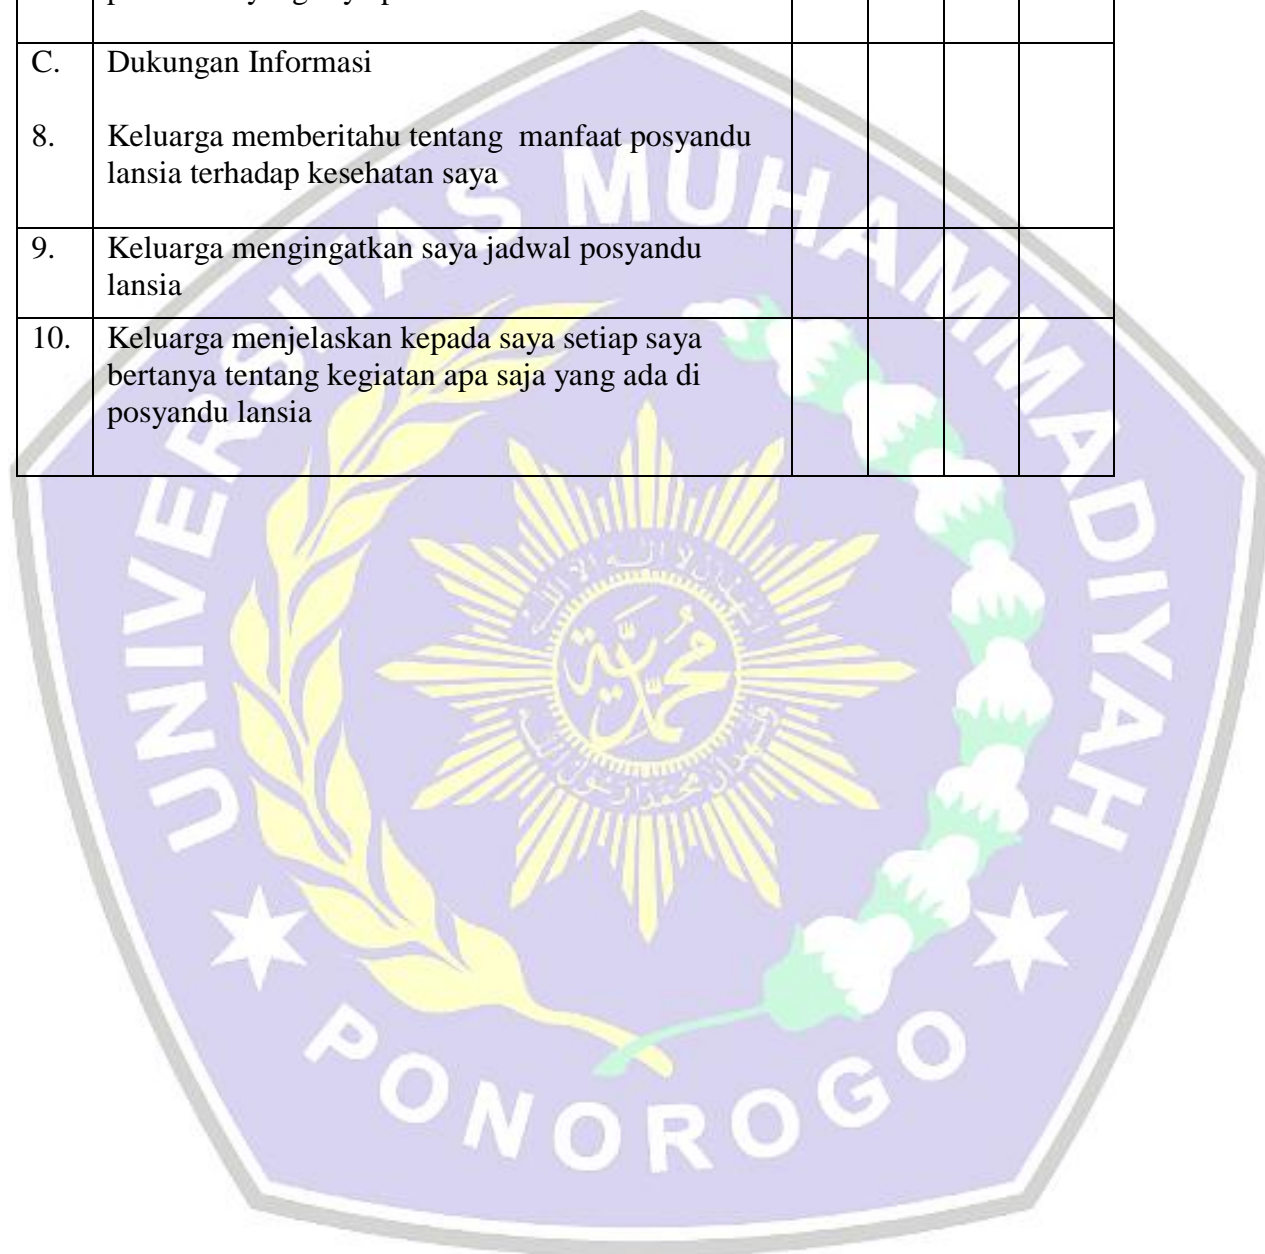 C. Dukungan Informasi
8. Keluarga memberitahu tentang manfaat posyandu
lansia terhadap kesehatan saya
9. Keluarga mengingatkan saya jadwal posyandu
lansia
10. Keluarga menjelaskan kepada saya setiap saya
bertanya tentang kegiatan apa saja yang ada di
posyandu lansia
UNIVERSITAS MUHAMMADIYAH
PONOROGO
محمدية